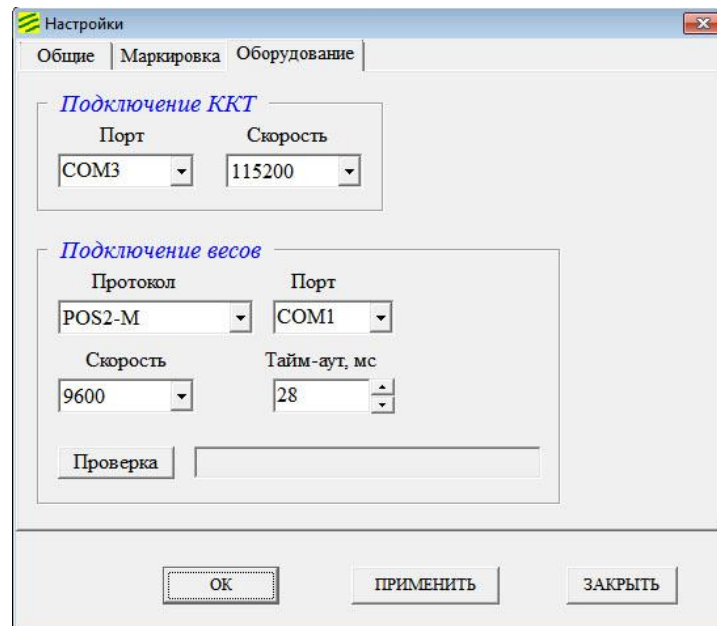 Настройки
Общие Маркировка Оборудование
Подключение ККТ
Порт Скорость
COM3 115200
Подключение весов
Протокол Порт
POS2-M COM1
Скорость Тайм-аут, мс
9600 28
Проверка
ОК ПРИМЕНИТЬ ЗАКРЫТЬ